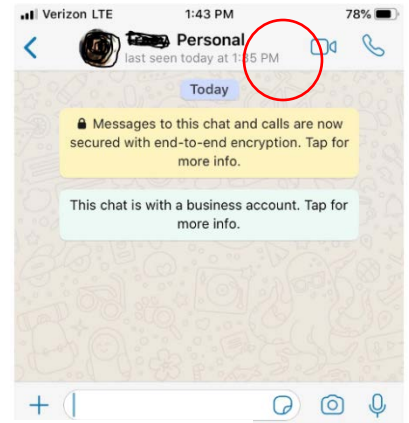 Verizon LTE 1:43 PM 78%
Personal
last seen today at 1:35 PM
Today
Messages to this chat and calls are now
secured with end-to-end encryption. Tap for
more info.
This chat is with a business account. Tap for
more info.